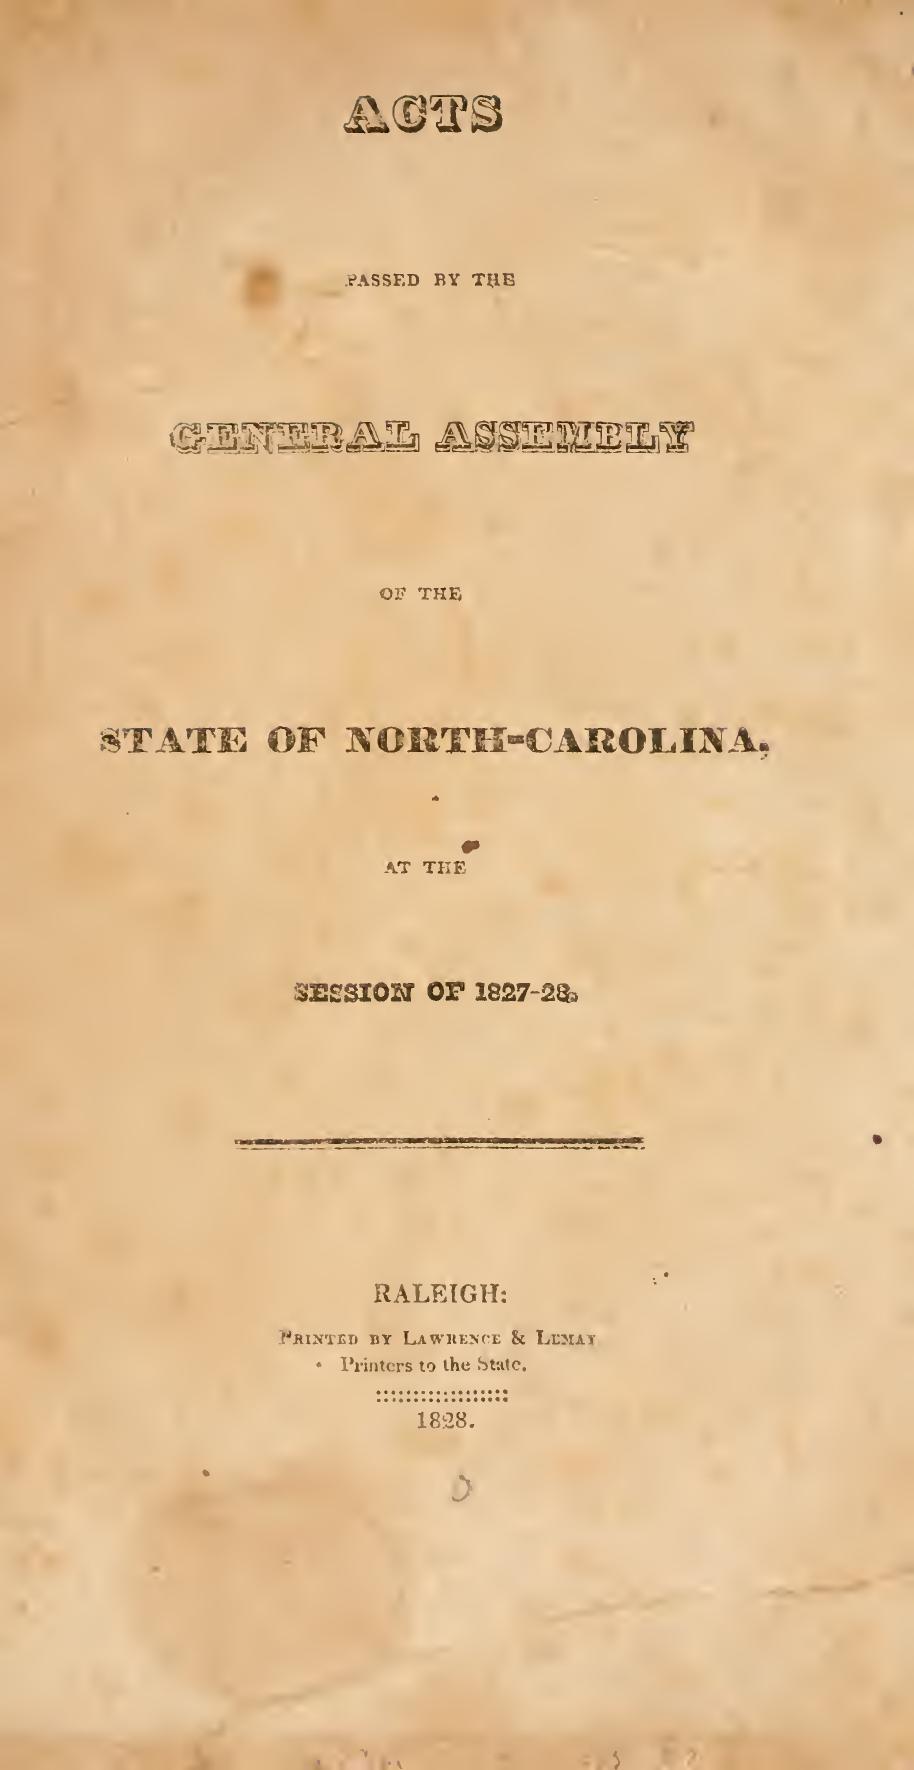 ACTS
PASSED BY THE
GENERAL ASSEMBLY
OF THE
STATE OF NORTH-CAROLINA,
AT THE
SESSION OF 1827-28.
RALEIGH:
PRINTED BY LAWRENCE & LEMAY
Printers to the State.
1828.